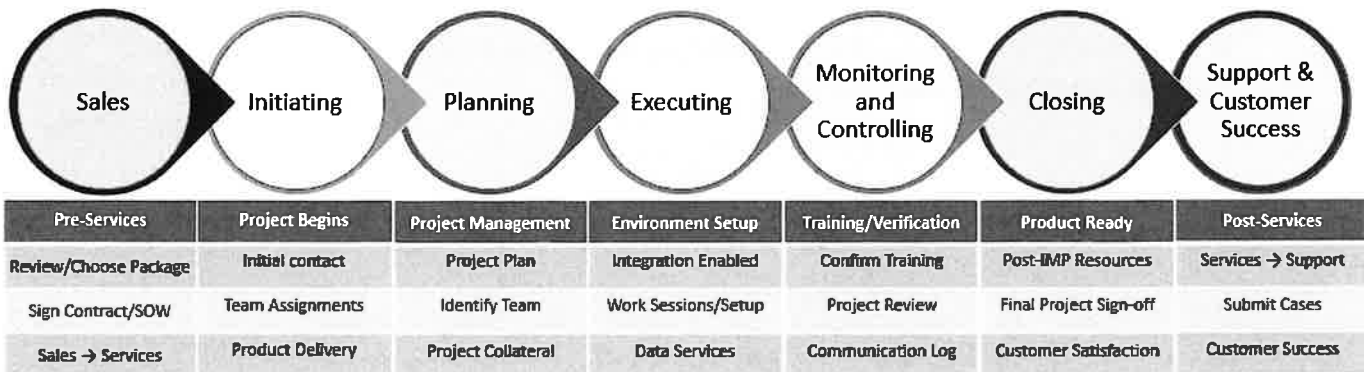 Sales
Initiating
Planning
Executing
Monitoring
and
Controlling
Closing
Support &
Customer
Success
Pre-Services
Project Begins
Project Management
Environment Setup
Training/Verification
Product Ready
Post-Services
Review/Choose Package
Initial contact
Project Plan
Integration Enabled
Confirm Training
Post-IMP Resources
Services → Support
Sign Contract/SOW
Team Assignments
Identify Team
Work Sessions/Setup
Project Review
Final Project Sign-off
Submit Cases
Sales → Services
Product Delivery
Project Collateral
Data Services
Communication Log
Customer Satisfaction
Customer Success